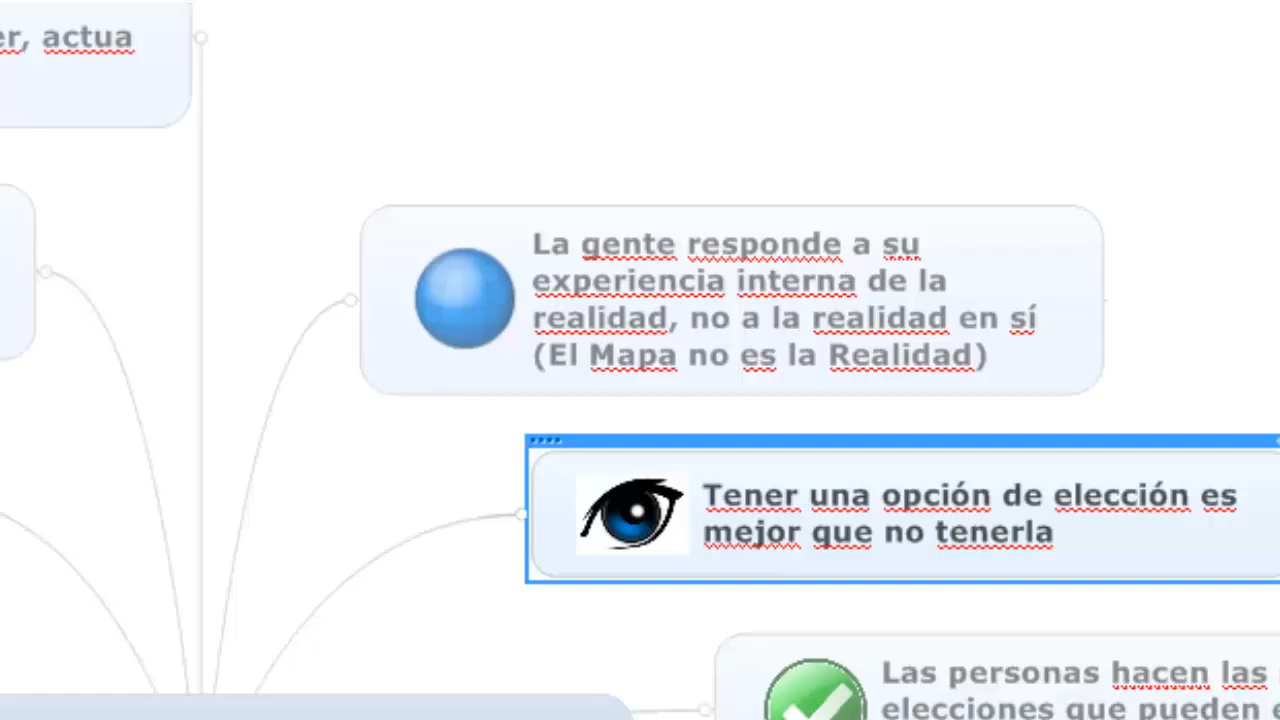 er, actua
La gente responde a su
experiencia interna de la
realidad, no a la realidad en sí
(El Mapa no es la Realidad)
Tener una opción de elección es
mejor que no tenerla
Las personas hacen las
elecciones que pueden